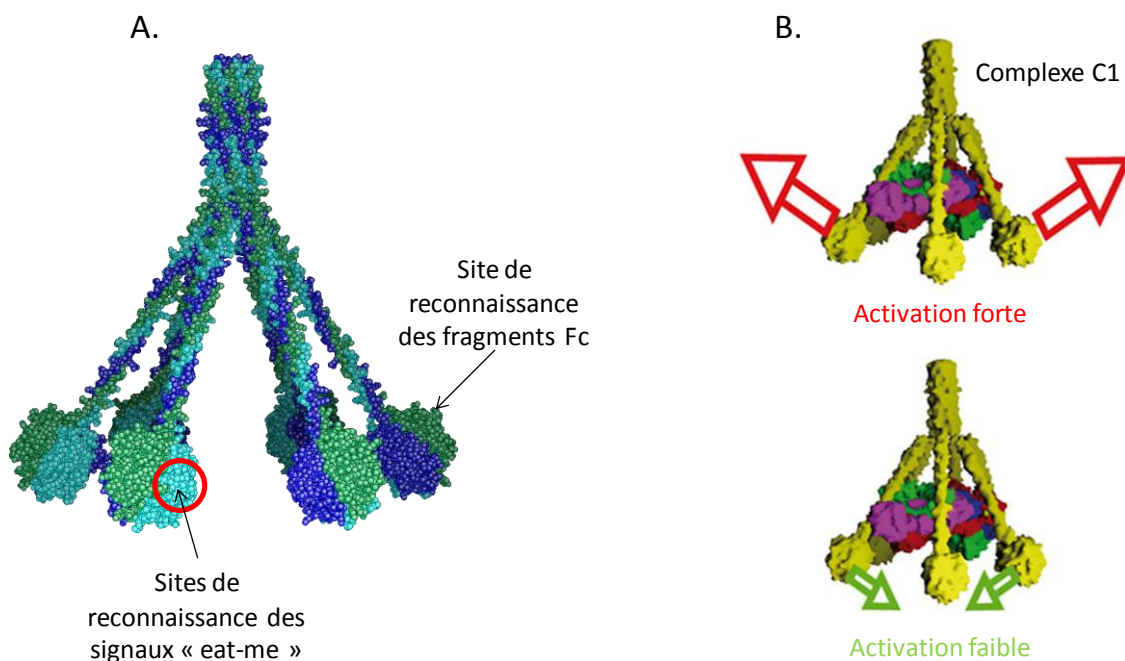 A.
Site de
reconnaissance
des fragments Fc
Sites de
reconnaissance des
signaux « eat-me »
B.
Complexe C1
Activation forte
Activation faible